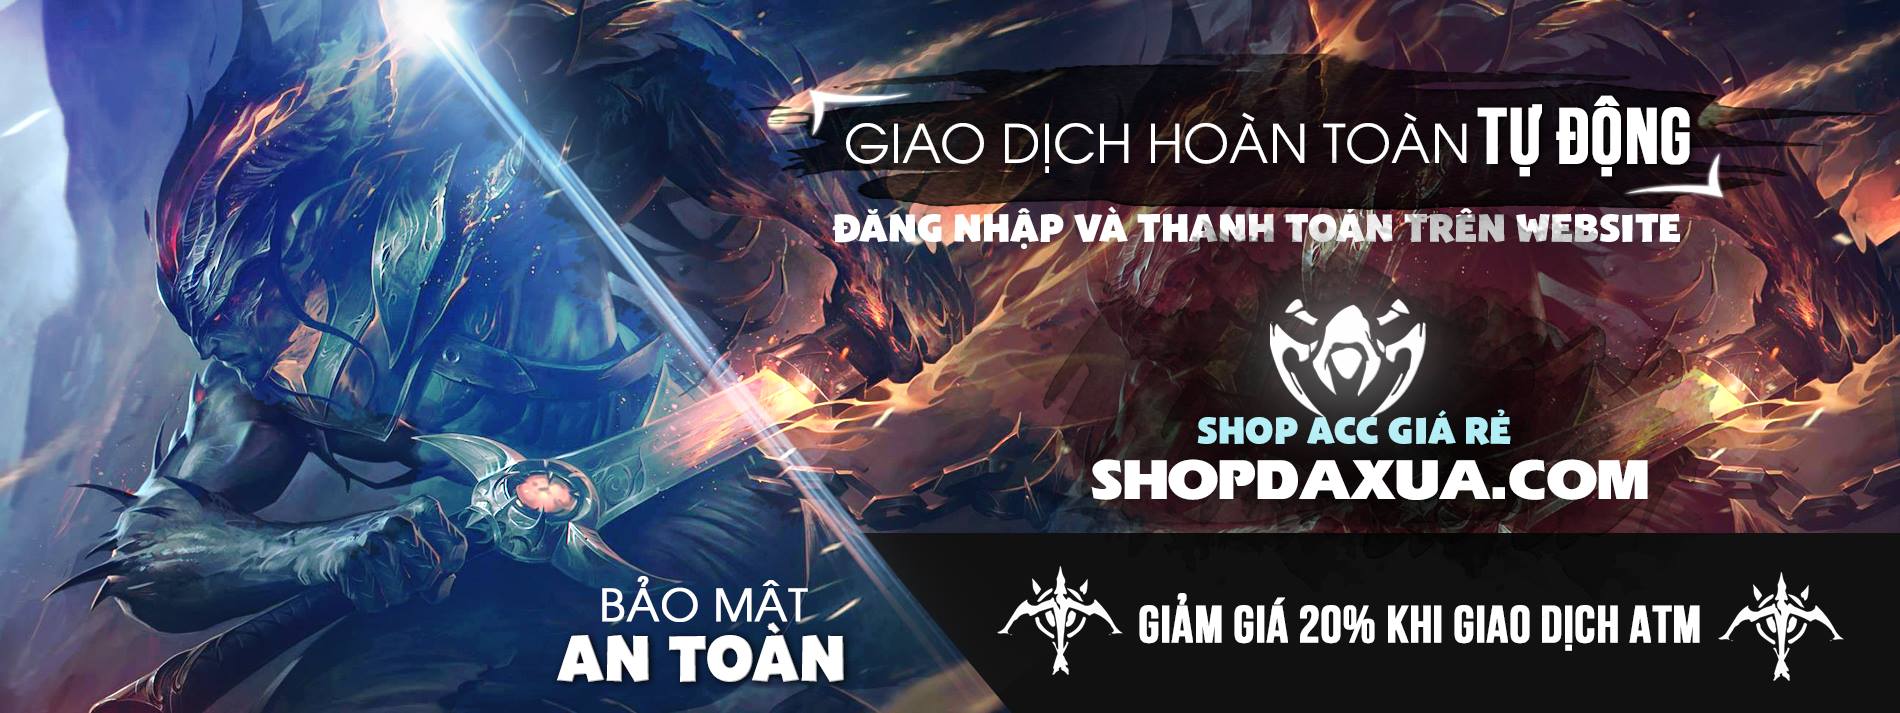 GIAO DỊCH HOÀN TOÀN TỰ ĐỘNG
ĐĂNG NHẬP VÀ THANH TOÁN TRÊN WEBSITE
SHOP ACC GIÁ RẺ
SHOPDAXUA.COM
BẢO MẬT
AN TOÀN
GIẢM GIÁ 20% KHI GIAO DỊCH ATM